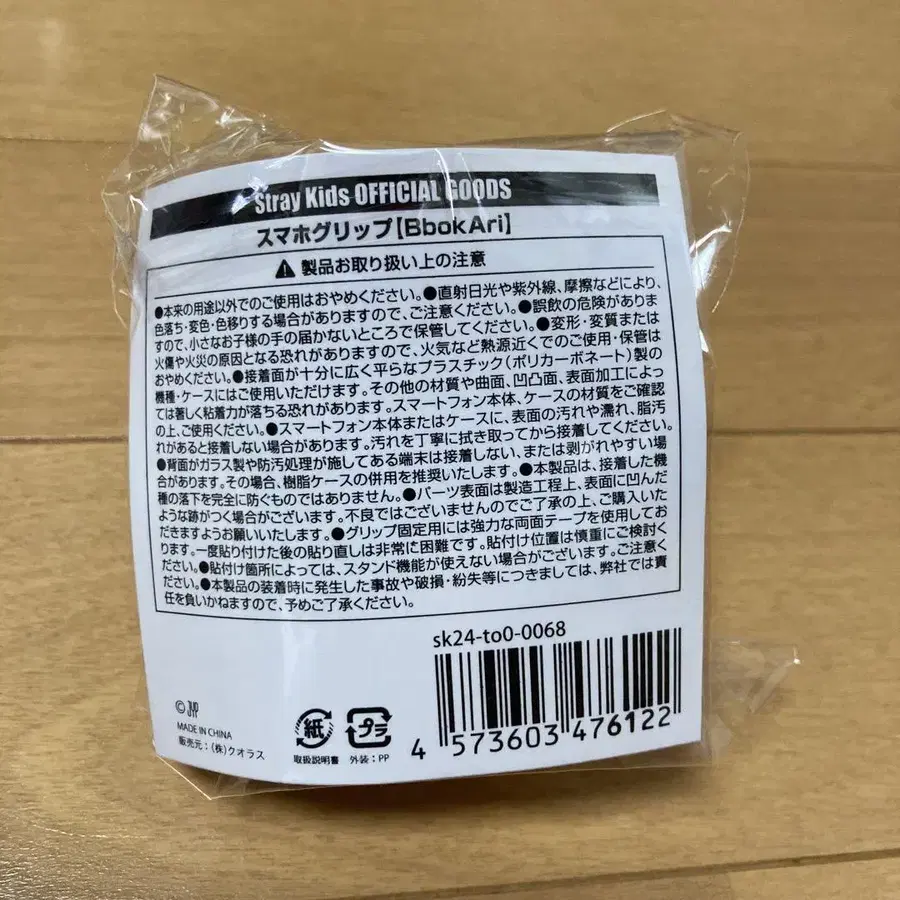 Stray Kids OFFICIAL GOODS
スマホグリップ【BbokAri】
⚠ 製品お取り扱い上の注意
●本来の用途以外でのご使用はおやめください。●直射日光や紫外線、摩擦などにより、
色落ち・変色・色移りする場合がありますので、ご注意ください。●誤飲の危険がありま
すので、小さなお子様の手の届かないところで保管してください。●変形・変質または
火傷や火災の原因となる恐れがありますので、火気など熱源近くでのご使用・保管は
おやめください。●接着面が十分に広く平らなプラスチック(ポリカーボネート)製の
機種・ケースにはご使用いただけます。その他の材質や曲面、凹凸面、表面加工によっ
ては著しく粘着力が落ちる恐れがあります。スマートフォン本体、ケースの材質をご確認
の上、ご使用ください。●スマートフォン本体またはケースに、表面の汚れや濡れ、脂汚
れがあると接着しない場合があります。汚れを丁寧に拭き取ってから接着してください。
●背面がガラス製や防汚処理が施してある端末は接着しない、または剥がれやすい場
合があります。その場合、樹脂ケースの併用を推奨いたします。●本製品は、接着した機
種の落下を完全に防ぐものではありません。●パーツ表面は製造工程上、表面に凹んだ
ような跡がつく場合がございます。不良ではございませんのでご了承の上、ご購入いた
だきますようお願いいたします。●グリップ固定用には強力な両面テープを使用してお
ります。一度貼り付けた後の貼り直しは非常に困難です。貼付け位置は慎重にご検討く
ださい。●貼付け箇所によっては、スタンド機能が使えない場合がございます。ご注意く
ださい。●本製品の装着時に発生した事故や破損・紛失等につきましては、弊社では責
任を負いかねますので、予めご了承ください。
sk24-to0-0068
© JYP
MADE IN CHINA
販売元:(株)クオラス
紙
取扱説明書
プラ
外装:PP
4 573603 476122